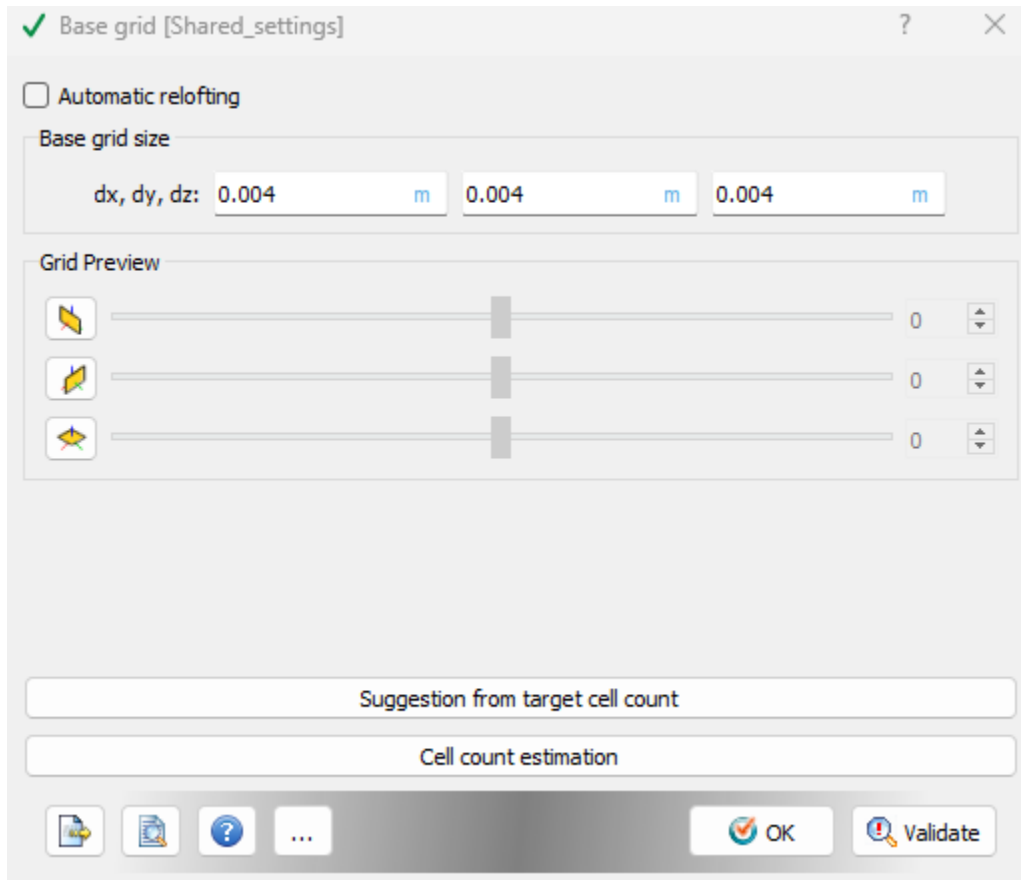 Base grid [Shared_settings] ?
Automatic relofting
Base grid size
dx, dy, dz: 0.004 m 0.004 m 0.004 m
Grid Preview
0
0
0
Suggestion from target cell count
Cell count estimation
? ... OK Validate